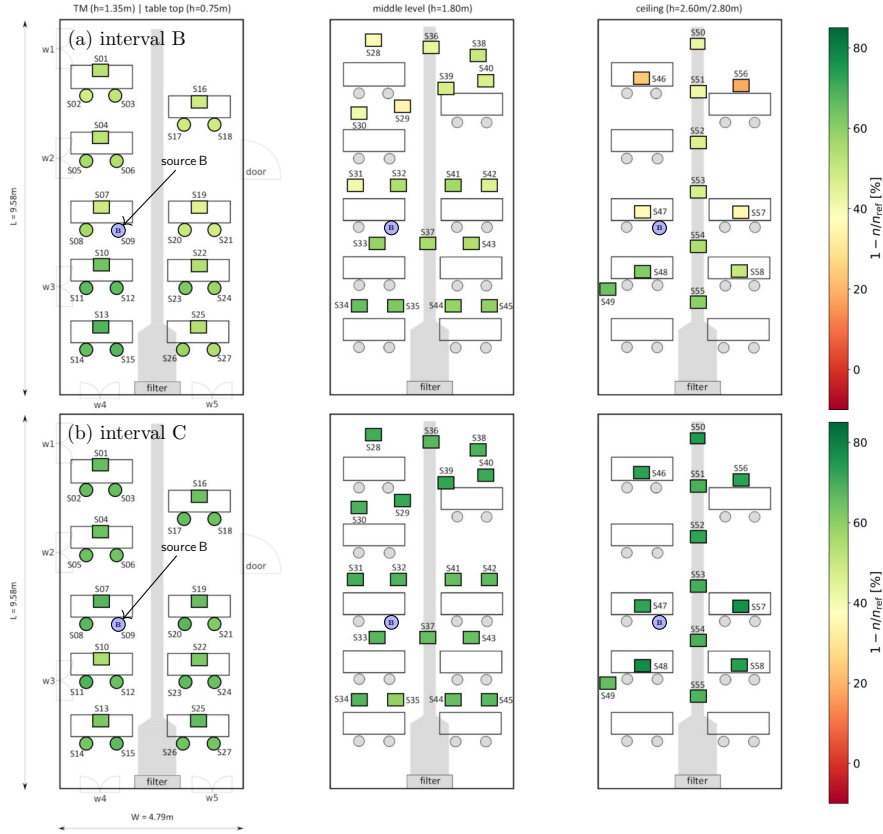 TM (h=1.35m) | table top (h=0.75m)
middle level (h=1.80m)
ceiling (h=2.60m/2.80m)
(a) interval B
w1
S01
S02
S03
S16
S17
S18
w2
S04
S05
S06
source B
door
S07
S08
B
S09
S19
S20
S21
w3
S10
S11
S12
S22
S23
S24
S13
S14
S15
S25
S26
S27
filter
w4
w5
L = 9.58m
S28
S36
S38
S39
S40
S29
S30
S31
S32
S41
S42
B
S33
S37
S43
S34
S35
S44
S45
filter
S50
S46
S51
S56
S52
S53
S47
S57
B
S54
S48
S58
S49
S55
filter
80
60
40
20
0
1 − n/nref [%]
(b) interval C
w1
S01
S02
S03
S16
S17
S18
w2
S04
S05
S06
source B
door
S07
S08
B
S09
S19
S20
S21
w3
S10
S11
S12
S22
S23
S24
S13
S14
S15
S25
S26
S27
filter
w4
w5
L = 9.58m
W = 4.79m
S28
S36
S38
S39
S40
S29
S30
S31
S32
S41
S42
B
S33
S37
S43
S34
S35
S44
S45
filter
S50
S46
S51
S56
S52
S53
S47
S57
B
S54
S48
S58
S49
S55
filter
80
60
40
20
0
1 − n/nref [%]